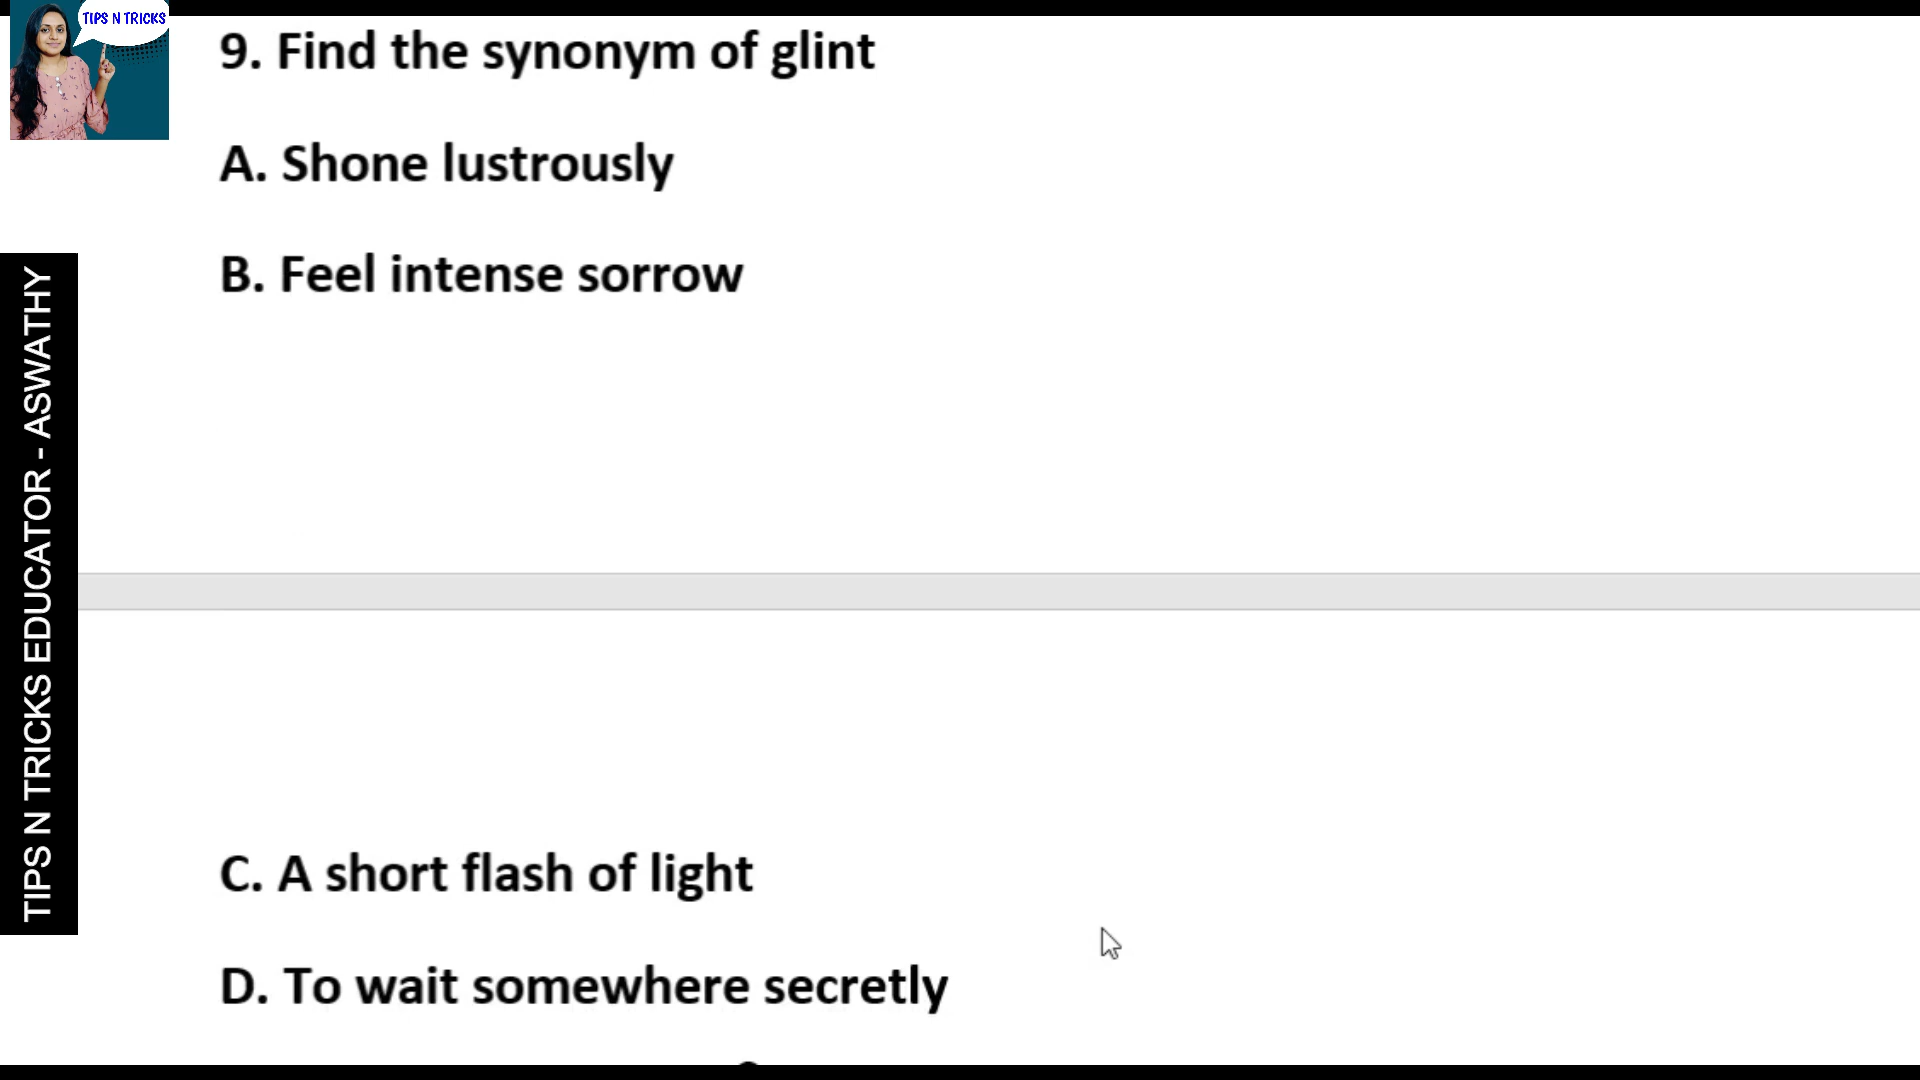 TIPS N TRICKS
9. Find the synonym of glint
A. Shone lustrously
B. Feel intense sorrow
TIPS N TRICKS EDUCATOR - ASWATHY
C. A short flash of light
D. To wait somewhere secretly